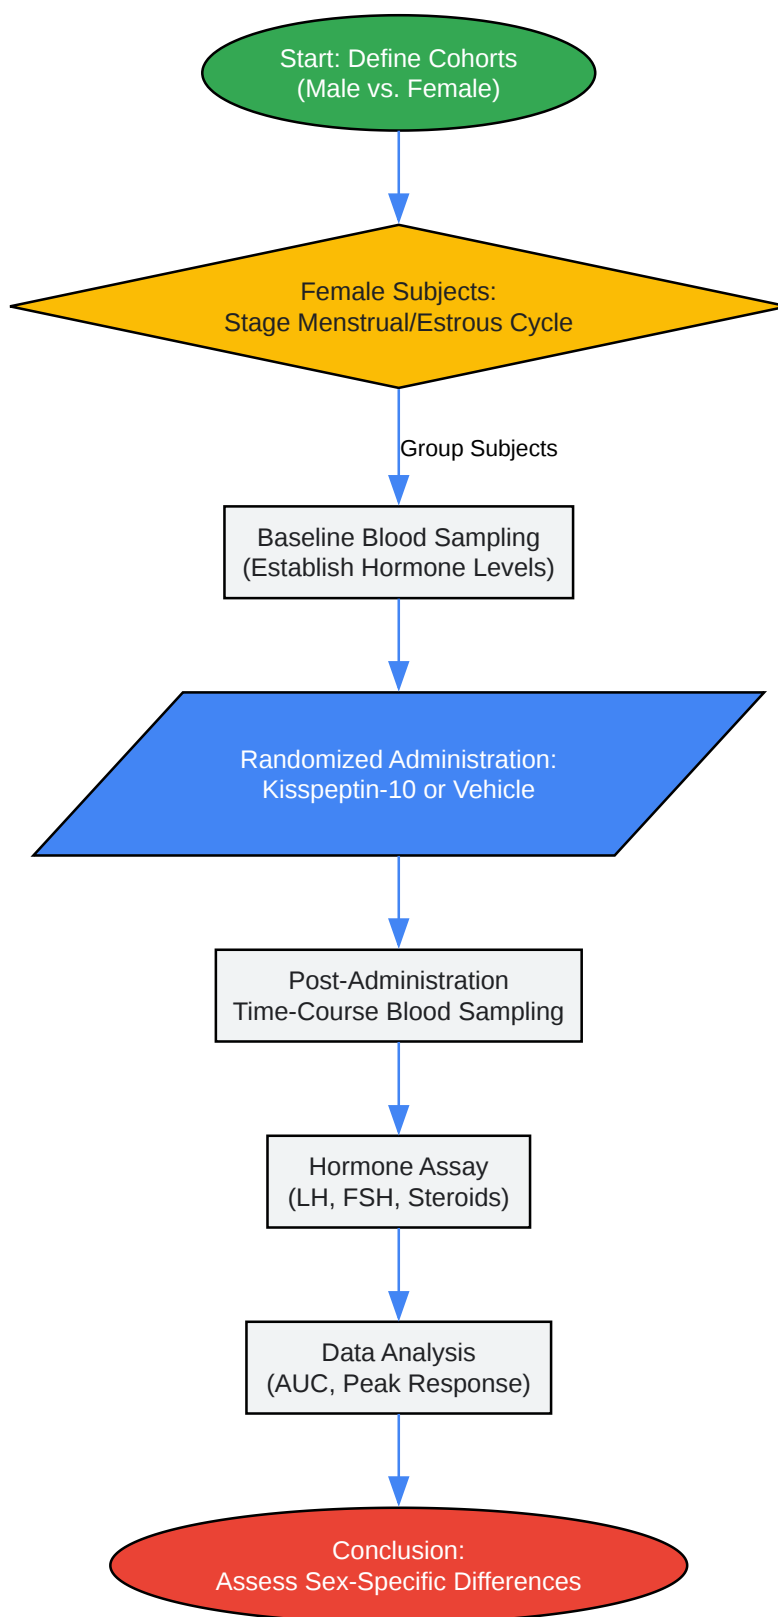 Start: Define Cohorts
(Male vs. Female)
Female Subjects:
Stage Menstrual/Estrous Cycle
Group Subjects
Baseline Blood Sampling
(Establish Hormone Levels)
Randomized Administration:
Kisspeptin-10 or Vehicle
Post-Administration
Time-Course Blood Sampling
Hormone Assay
(LH, FSH, Steroids)
Data Analysis
(AUC, Peak Response)
Conclusion:
Assess Sex-Specific Differences